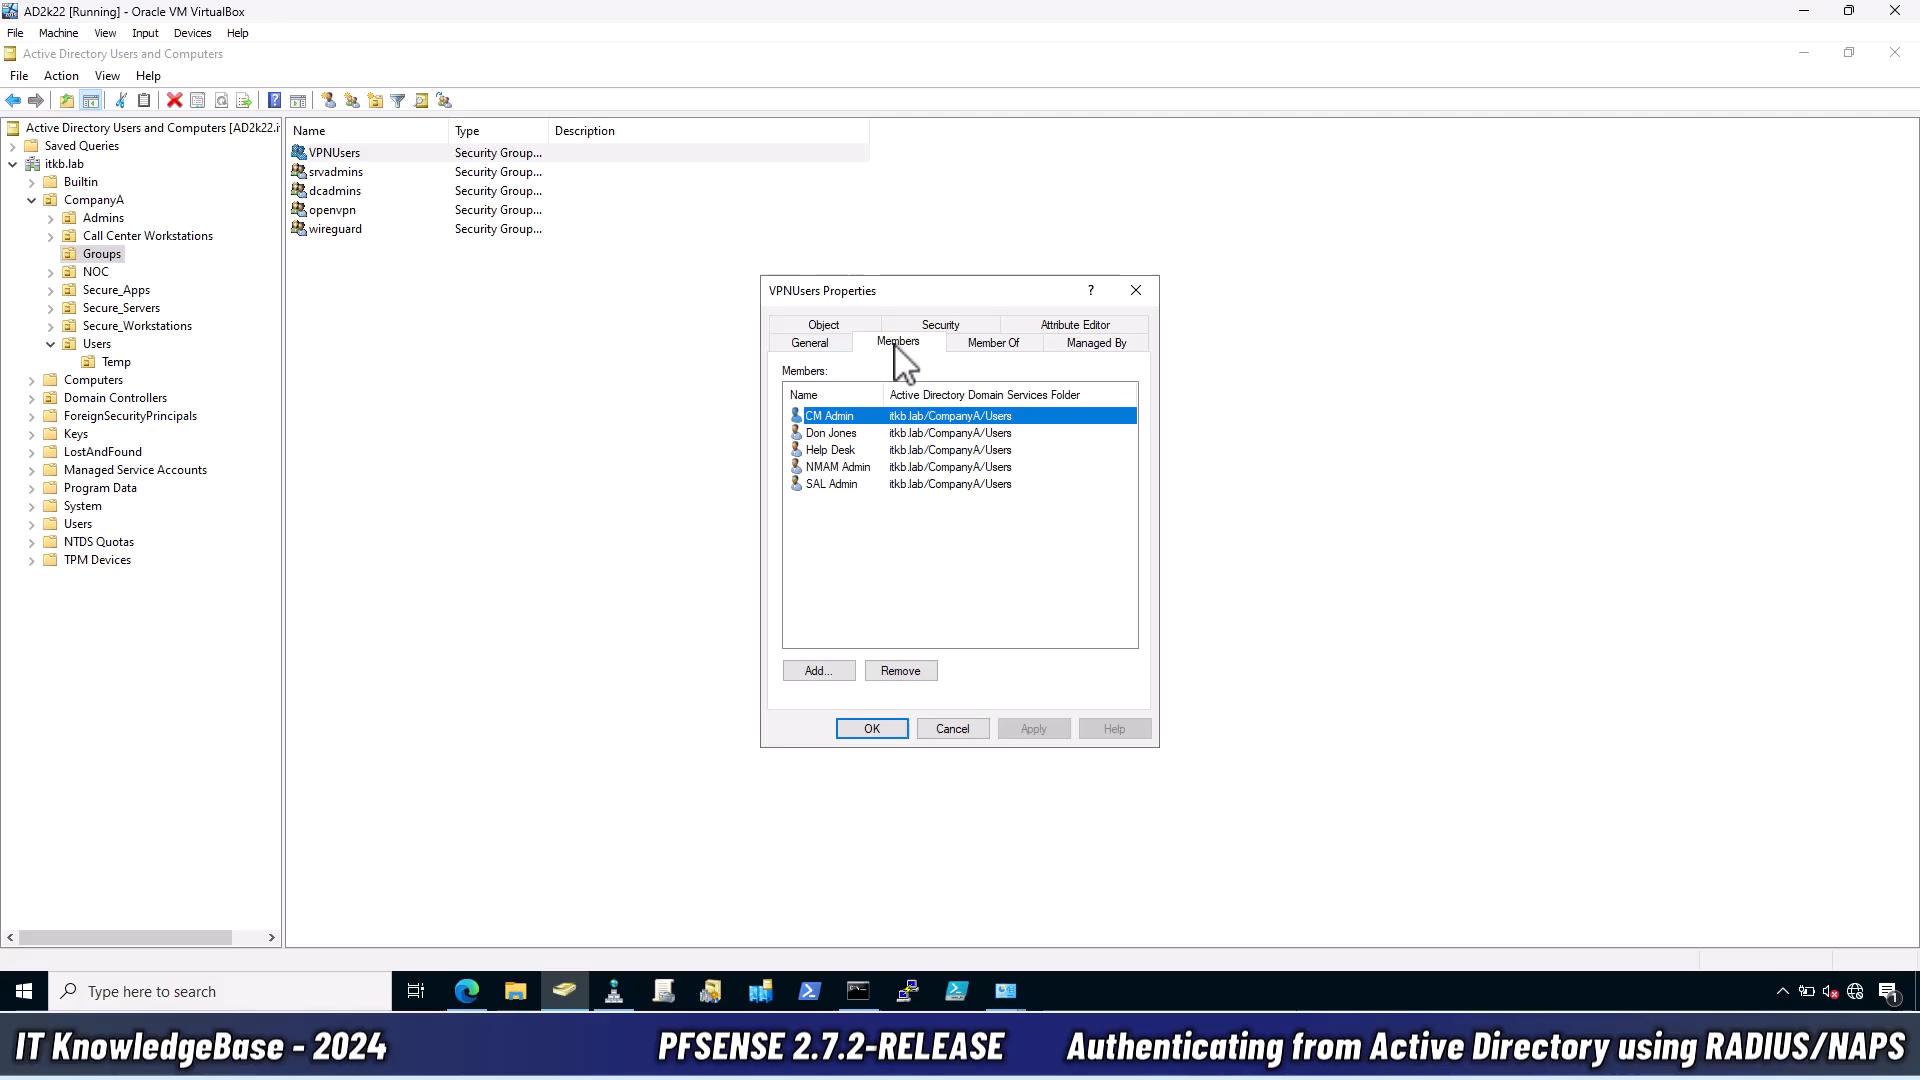 AD2k22 [Running] - Oracle VM VirtualBox
File Machine View Input Devices Help
Active Directory Users and Computers
File Action View Help
Active Directory Users and Computers [AD2k22.i
Saved Queries
itkb.lab
Builtin
CompanyA
Admins
Call Center Workstations
Groups
NOC
Secure_Apps
Secure_Servers
Secure_Workstations
Users
Temp
Computers
Domain Controllers
ForeignSecurityPrincipals
Keys
LostAndFound
Managed Service Accounts
Program Data
System
Users
NTDS Quotas
TPM Devices
Name Type Description
VPNUsers Security Group...
srvadmins Security Group...
dcadmins Security Group...
openvpn Security Group...
wireguard Security Group...
VPNUsers Properties ?
Object Security Attribute Editor
General Members Member Of Managed By
Members:
Name Active Directory Domain Services Folder
CM Admin itkb.lab/CompanyA/Users
Don Jones itkb.lab/CompanyA/Users
Help Desk itkb.lab/CompanyA/Users
NMAM Admin itkb.lab/CompanyA/Users
SAL Admin itkb.lab/CompanyA/Users
Add... Remove
OK Cancel Apply Help
Type here to search
1
IT KnowledgeBase - 2024 PFSENSE 2.7.2-RELEASE Authenticating from Active Directory using RADIUS/NAPS